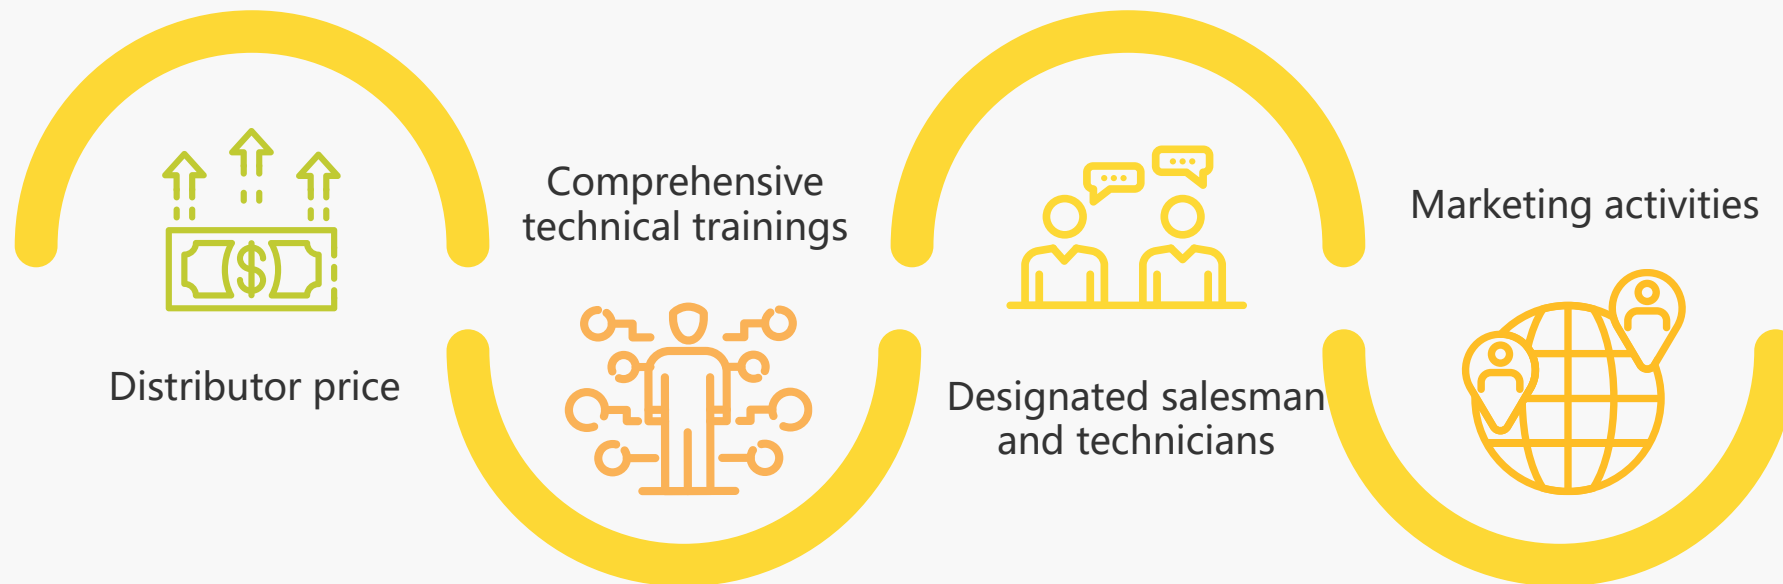 Distributor price
Comprehensive
technical trainings
Designated salesman
and technicians
Marketing activities